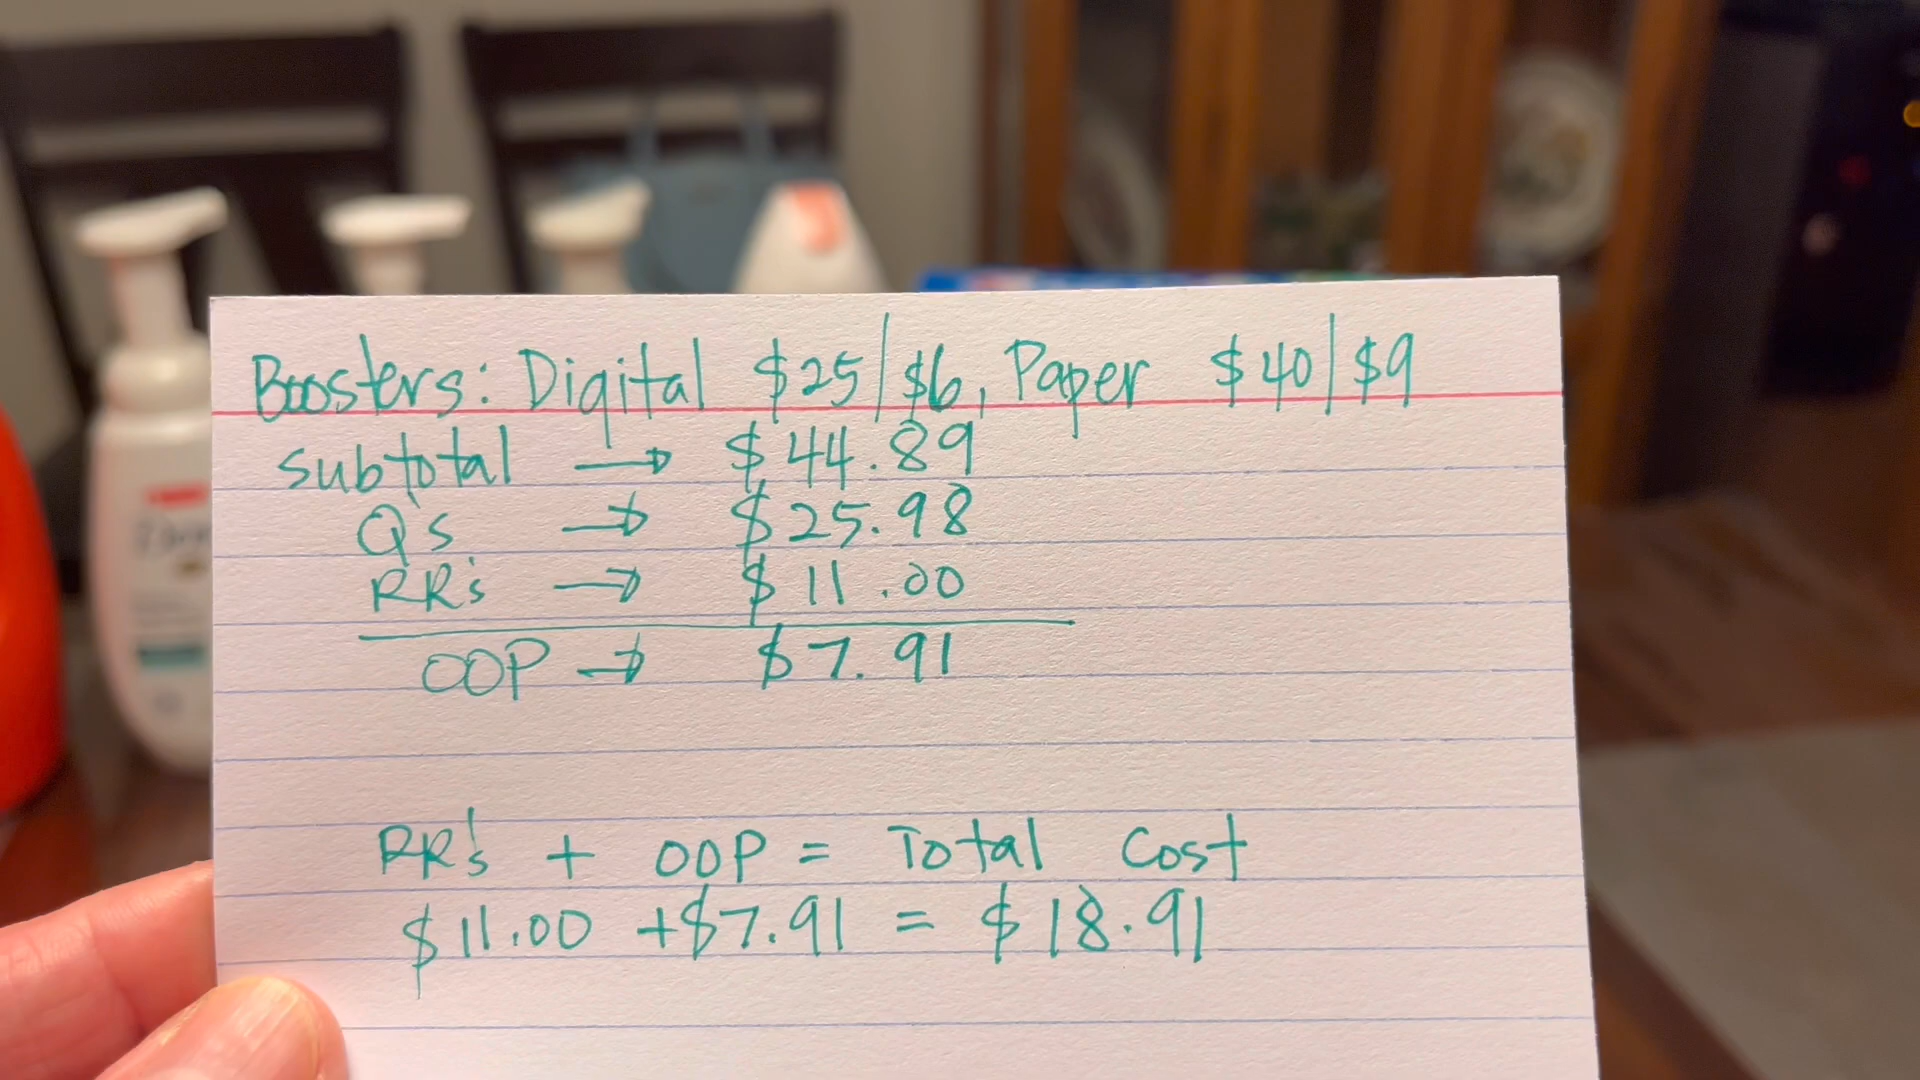 Boosters: Digital $25/$6, Paper $40/$9
subtotal → $44.89
Q's → $25.98
RR's → $11.00
OOP → $7.91
RR's + OOP = Total Cost
$11.00 + $7.91 = $18.91